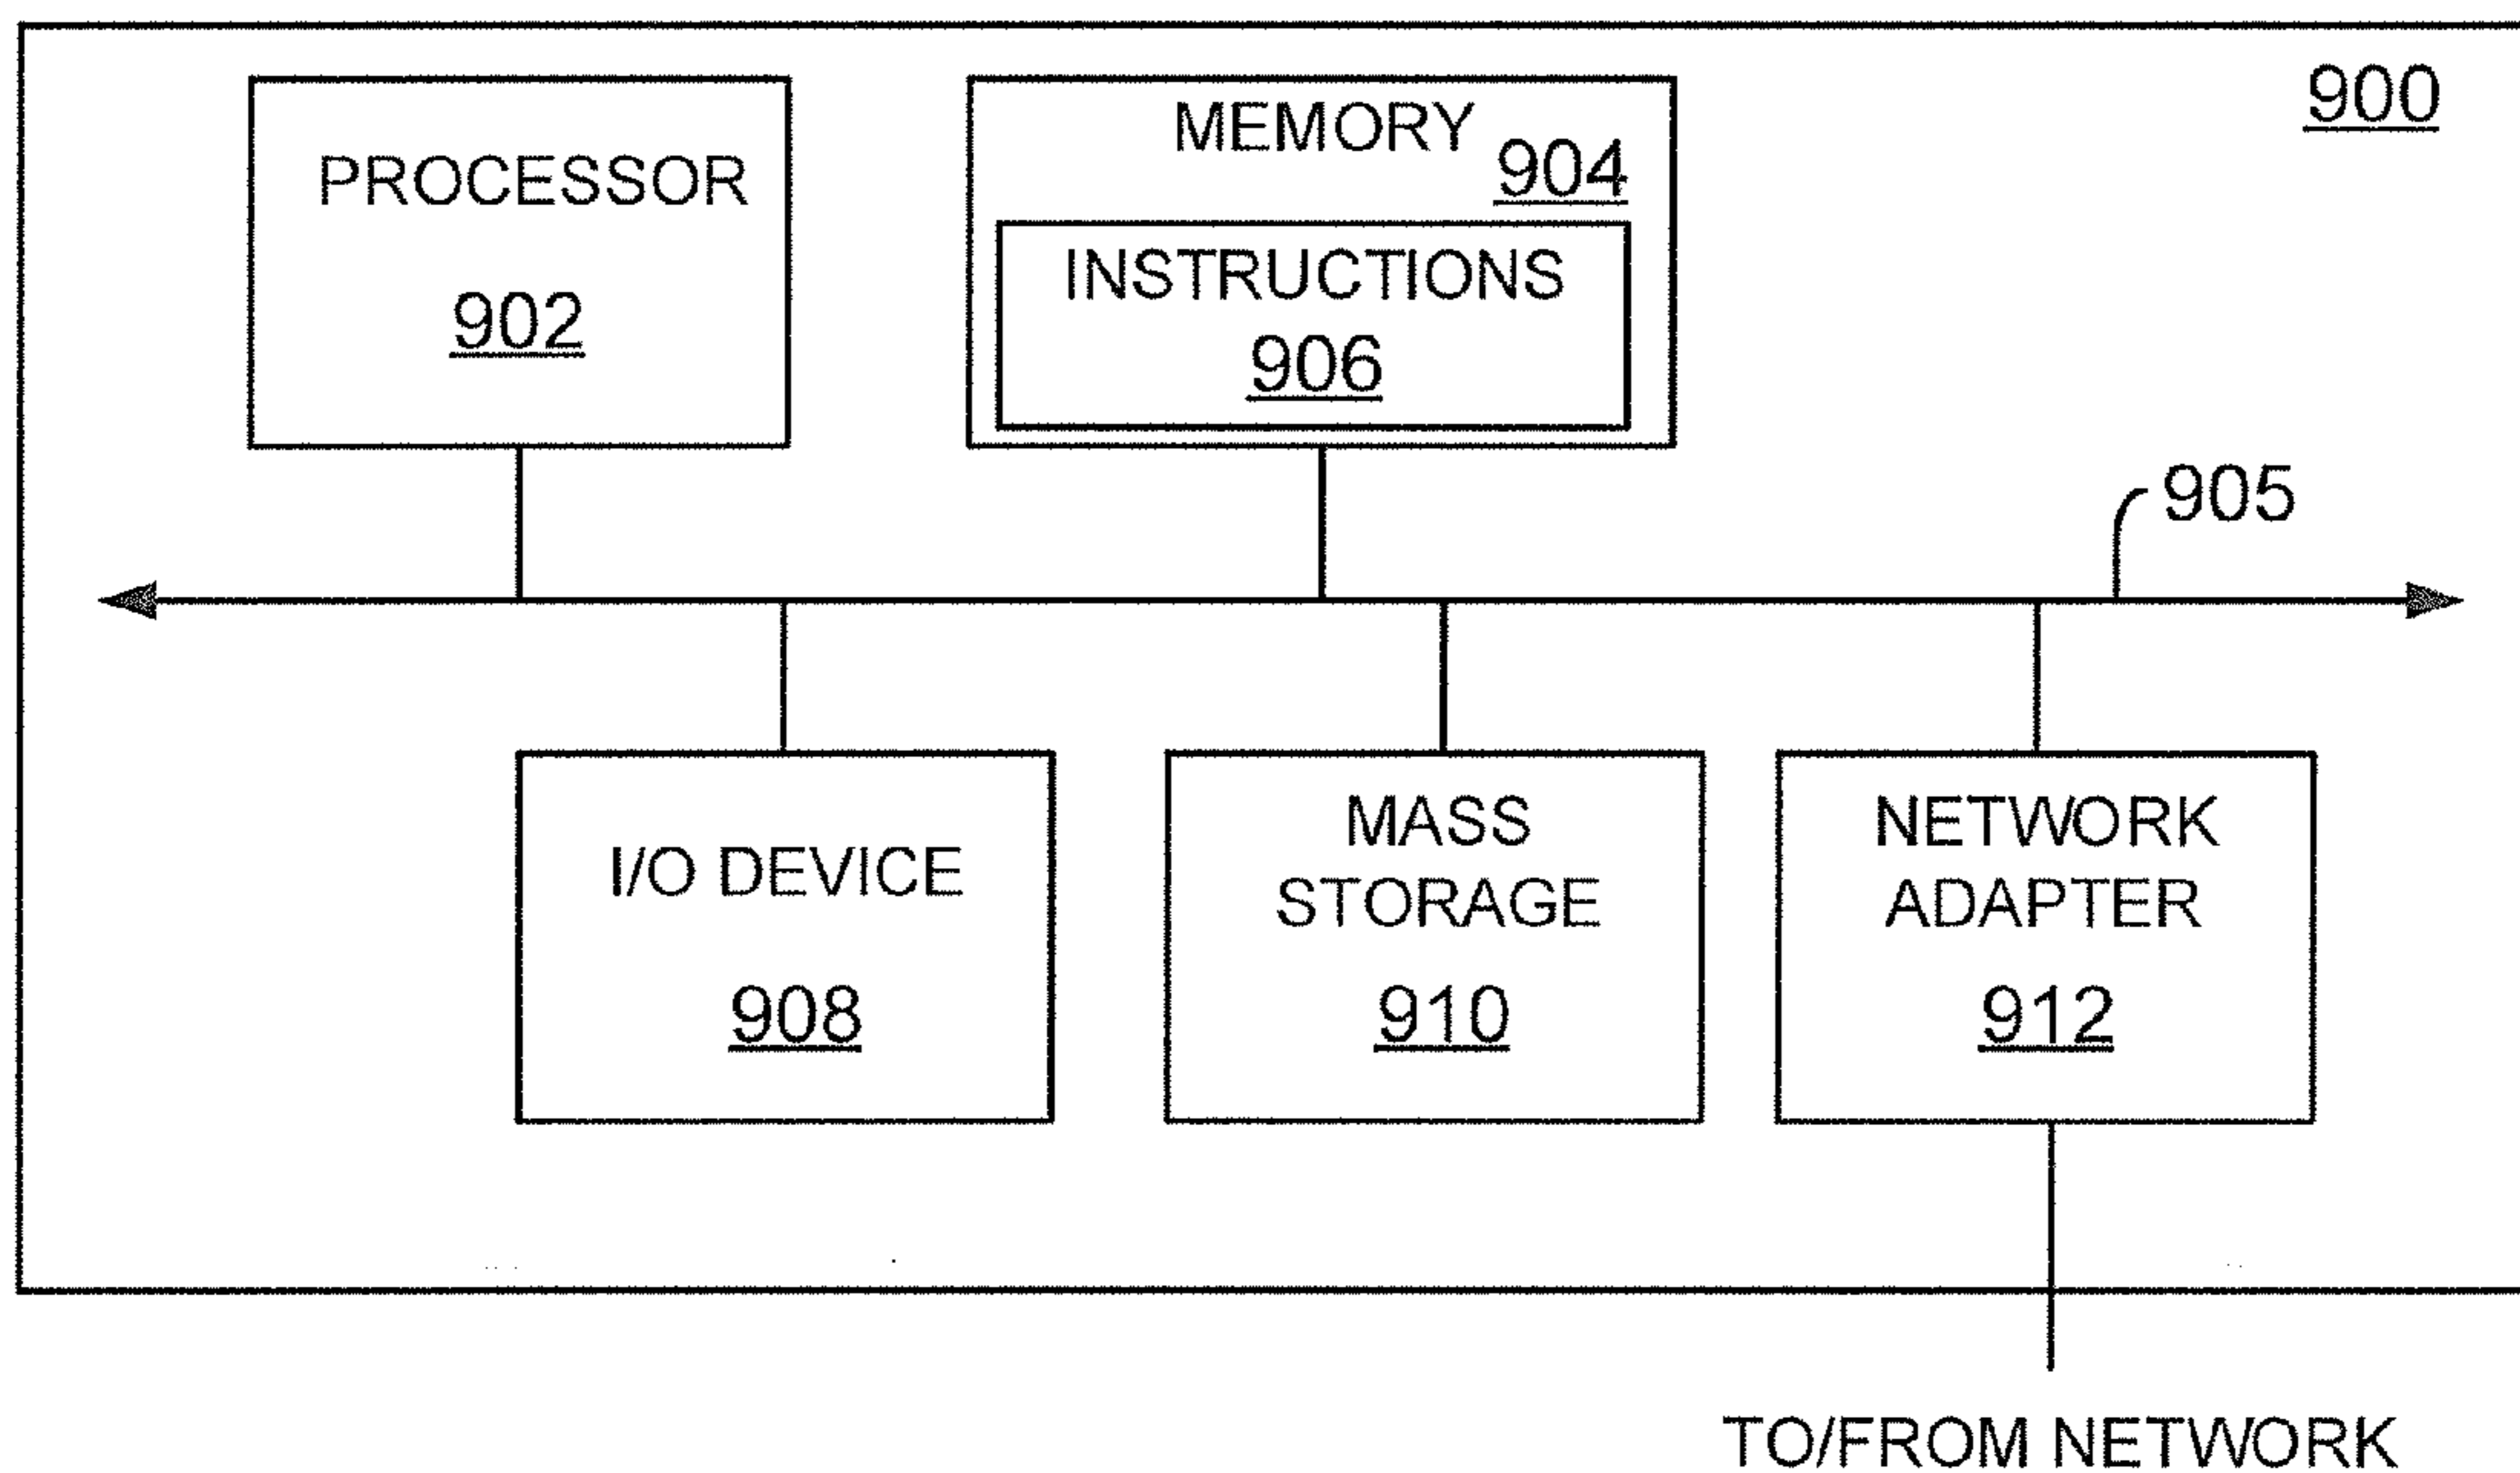 900
PROCESSOR
902
MEMORY
904
INSTRUCTIONS
906
905
I/O DEVICE
908
MASS
STORAGE
910
NETWORK
ADAPTER
912
TO/FROM NETWORK